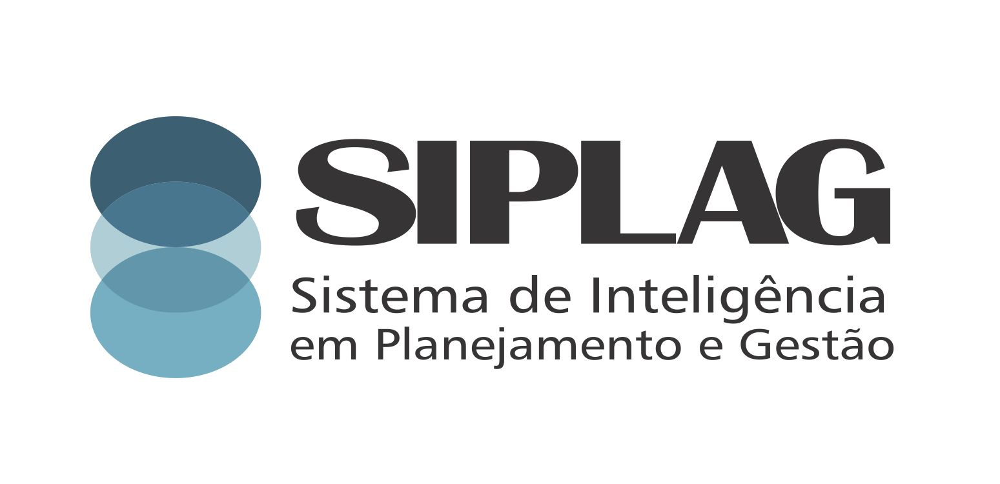 SIPLAG
Sistema de Inteligência
em Planejamento e Gestão